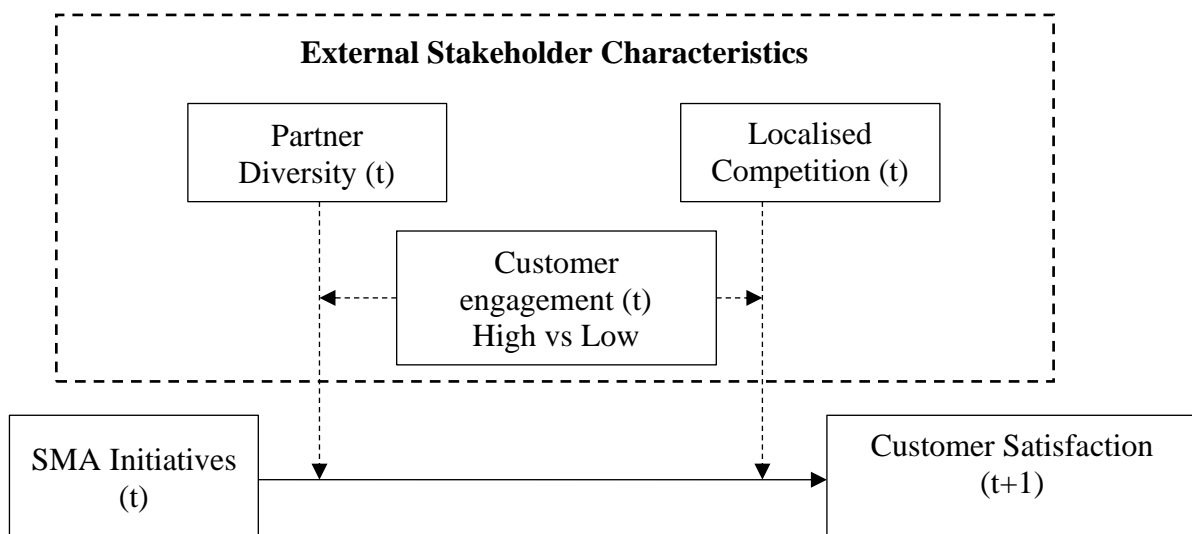 External Stakeholder Characteristics
Partner
Diversity (t)
Localised
Competition (t)
Customer
engagement (t)
High vs Low
SMA Initiatives
(t)
Customer Satisfaction
(t+1)